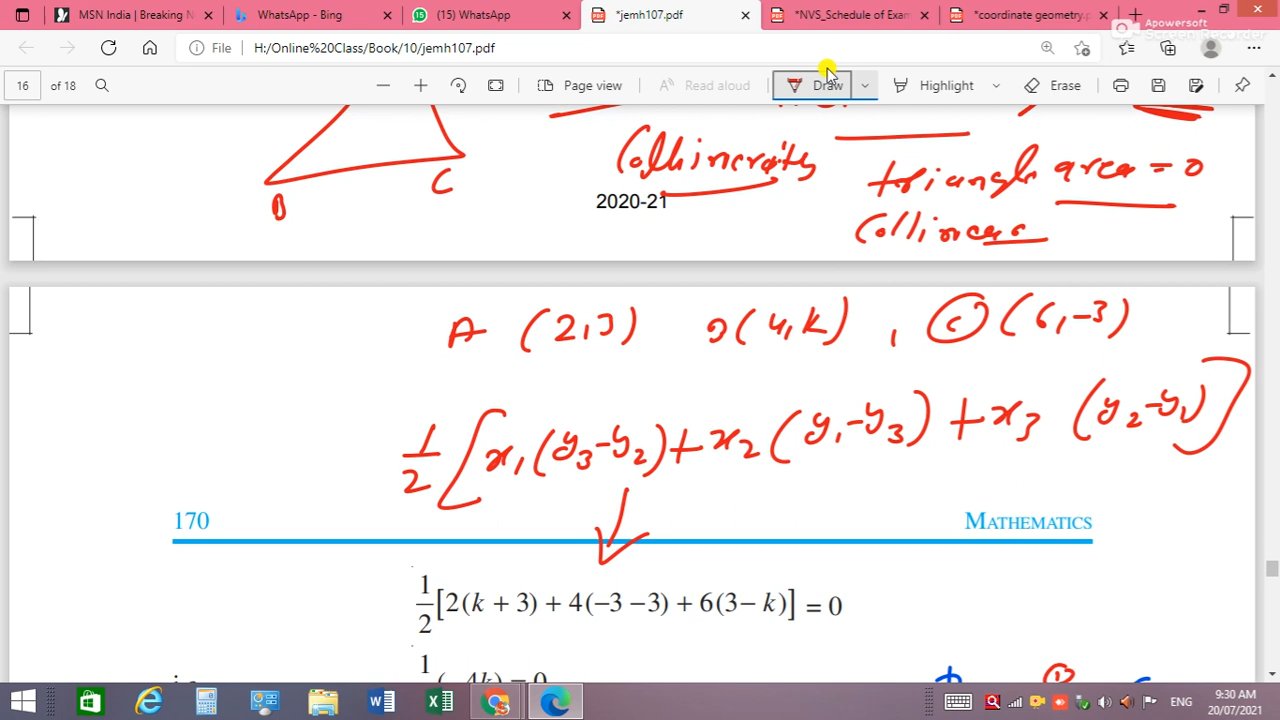 MSN India | Breaking N
WhatsApp - Bing
(15) WhatsApp
*jemh107.pdf
*NVS_Schedule of Exam
*coordinate geometry.p
Apowersoft
Screen Recorder
File H:/Online%20Class/Book/10/jemh107.pdf
16 of 18
Page view
Read aloud
Draw
Highlight
Erase
B C
triangle area = 0
2020-21
A (2,3) (4,k) , C (6,-3)
1/2 [x₁(y₃-y₂)+x₂(y₁-y₃)+x₃(y₂-y₁)]
170 MATHEMATICS
1/2[2(k + 3) + 4(−3 −3) + 6(3− k)] = 0
ENG
9:30 AM
20/07/2021